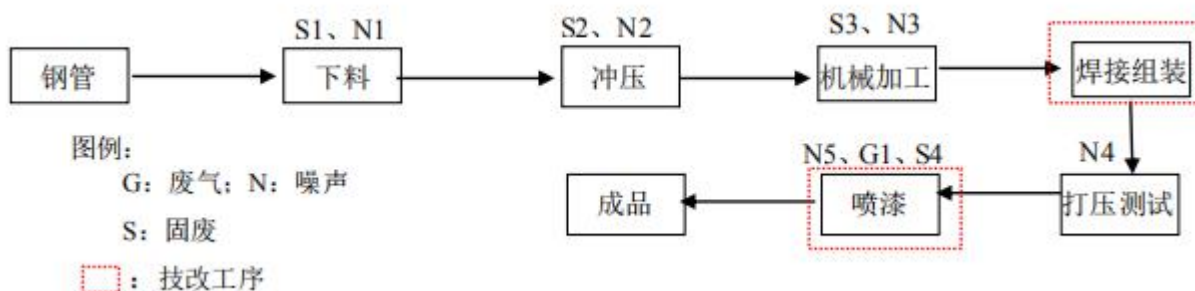 S1、N1
S2、N2
S3、N3
钢管
下料
冲压
机械加工
焊接组装
图例：
G：废气；N：噪声
S：固废
：技改工序
N5、G1、S4
N4
成品
喷漆
打压测试